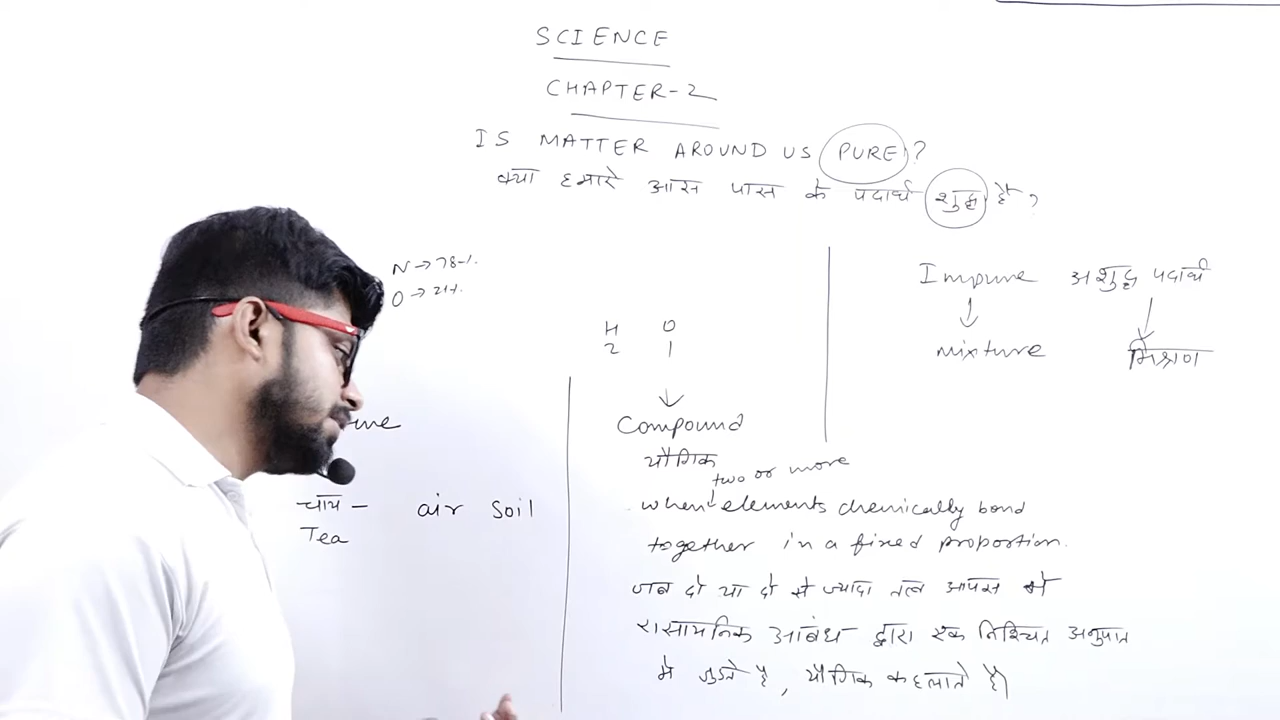 SCIENCE
CHAPTER-2
IS MATTER AROUND US PURE?
क्या हमारे आस पास के पदार्थ शुद्ध है?
N → 78%.
O → 21%.
चाय - air Soil
Tea
H O
2 1
Compound
यौगिक
two or more
when elements chemically bond
together in a fixed proportion.
जब दो या दो से ज्यादा तत्व आपस मे
रासायनिक आबंध द्वारा एक निश्चित अनुपात
मे जुडते है, यौगिक कहलाते है।
Impure अशुद्ध पदार्थ
↓
mixture मिश्रण